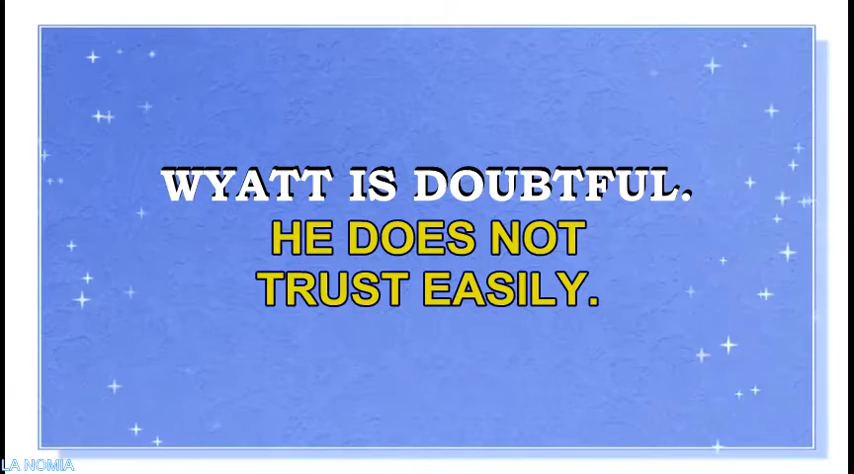 WYATT IS DOUBTFUL.
HE DOES NOT
TRUST EASILY.
LA NOMIA